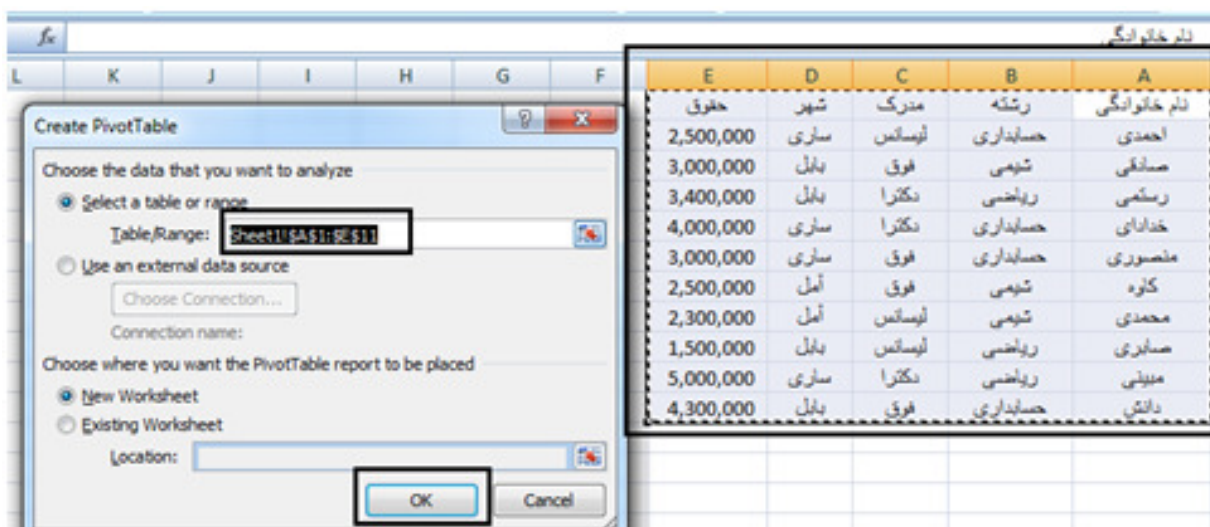 fx نام خانوادگی
L K J I H G F E D C B A
Create PivotTable
Choose the data that you want to analyze
Select a table or range
Table/Range: Sheet1!$A$1:$E$11
Use an external data source
Choose Connection...
Connection name:
Choose where you want the PivotTable report to be placed
New Worksheet
Existing Worksheet
Location:
OK Cancel
نام خانوادگی رشته مدرک شهر حقوق
احمدی حسابداری لیسانس ساری 2,500,000
صادقی شیمی فوق بابل 3,000,000
رستمی ریاضی دکترا بابل 3,400,000
خدادای حسابداری دکترا ساری 4,000,000
منصوری حسابداری فوق ساری 3,000,000
کاوه شیمی فوق آمل 2,500,000
محمدی شیمی لیسانس آمل 2,300,000
صابری ریاضی لیسانس بابل 1,500,000
مبینی ریاضی دکترا ساری 5,000,000
دانش حسابداری فوق بابل 4,300,000